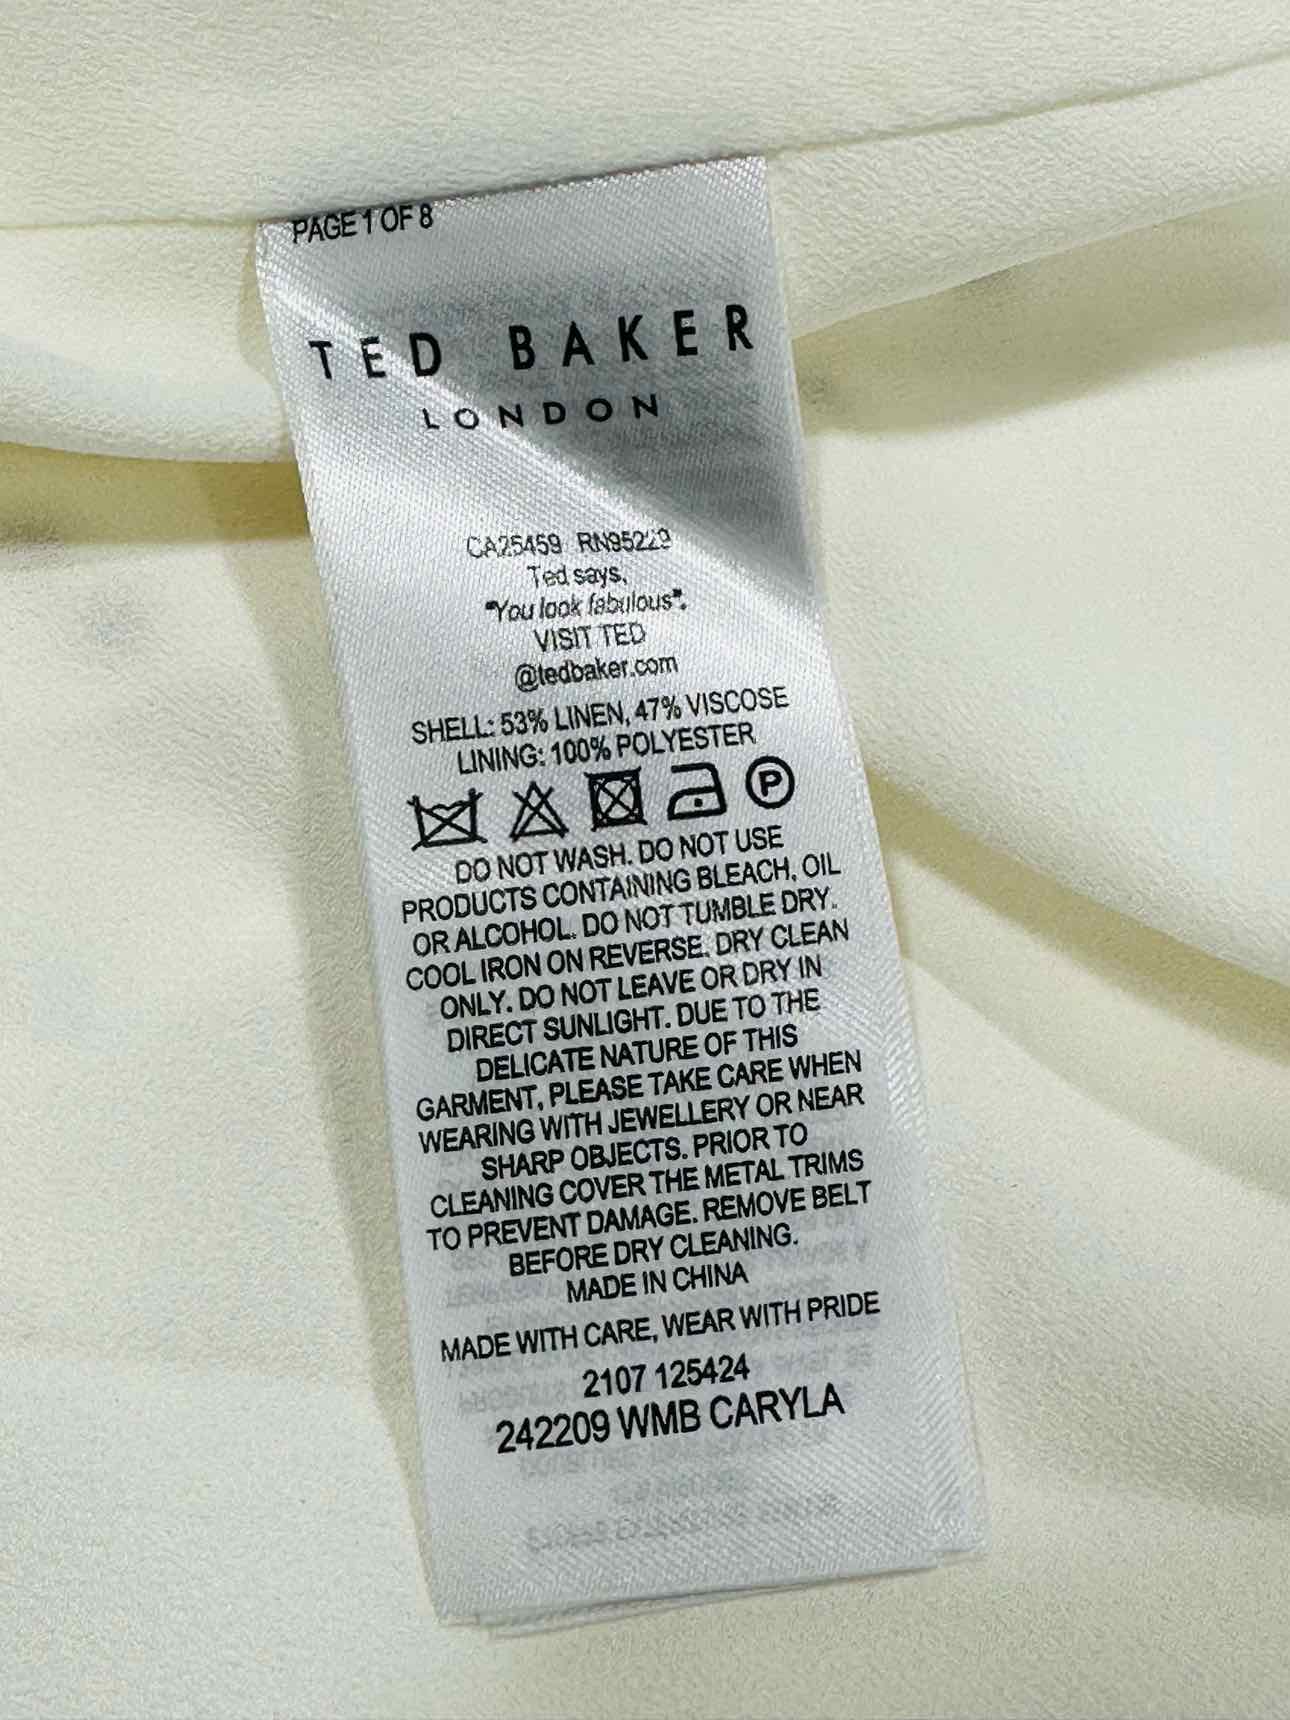 PAGE 1 OF 8
TED BAKER
LONDON
CA25459 RN95229
Ted says,
"You look fabulous".
VISIT TED
@tedbaker.com
SHELL: 53% LINEN, 47% VISCOSE
LINING: 100% POLYESTER
P
DO NOT WASH. DO NOT USE
PRODUCTS CONTAINING BLEACH, OIL
OR ALCOHOL. DO NOT TUMBLE DRY.
COOL IRON ON REVERSE. DRY CLEAN
ONLY. DO NOT LEAVE OR DRY IN
DIRECT SUNLIGHT. DUE TO THE
DELICATE NATURE OF THIS
GARMENT, PLEASE TAKE CARE WHEN
WEARING WITH JEWELLERY OR NEAR
SHARP OBJECTS. PRIOR TO
CLEANING COVER THE METAL TRIMS
TO PREVENT DAMAGE. REMOVE BELT
BEFORE DRY CLEANING.
MADE IN CHINA
MADE WITH CARE, WEAR WITH PRIDE
2107 125424
242209 WMB CARYLA